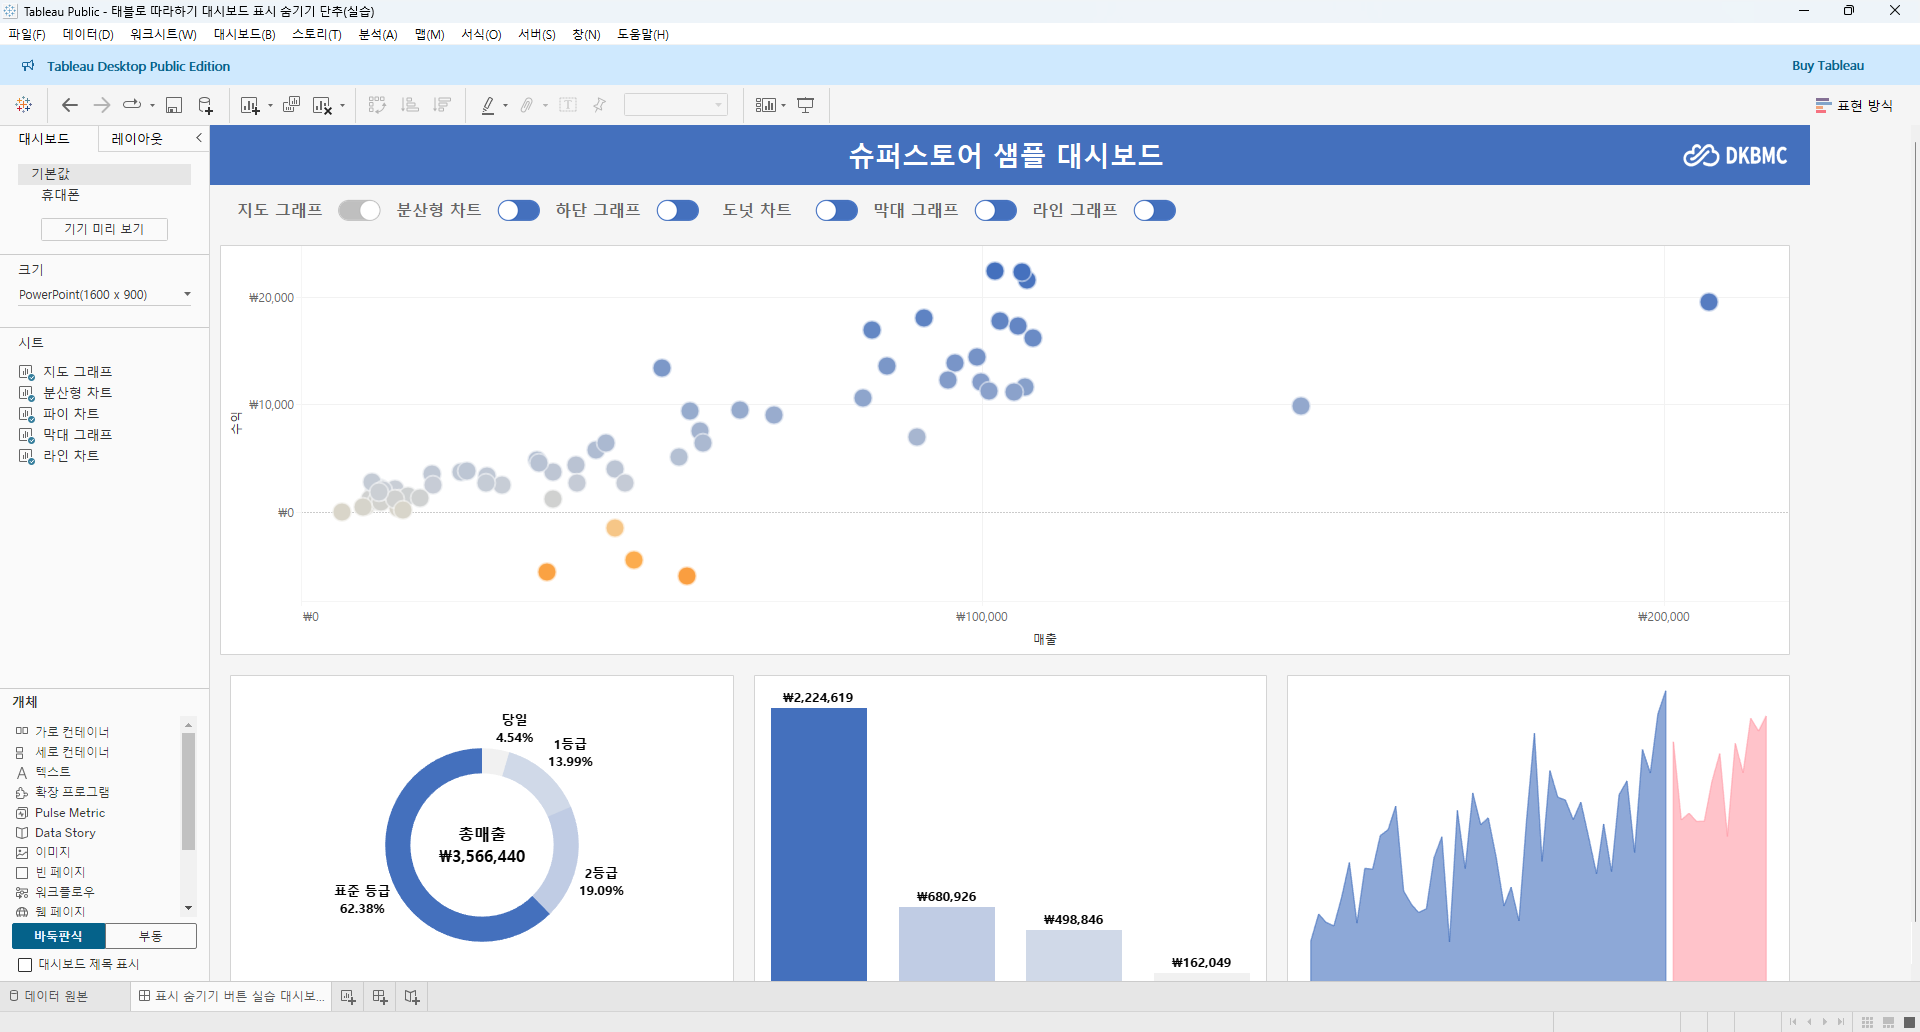 Tableau Public - 태블로 따라하기 대시보드 표시 숨기기 단추(실습)
파일(F) 데이터(D) 워크시트(W) 대시보드(B) 스토리(T) 분석(A) 맵(M) 서식(O) 서버(S) 창(N) 도움말(H)
Tableau Desktop Public Edition
Buy Tableau
표현 방식
대시보드 레이아웃
기본값
휴대폰
기기 미리 보기
크기
PowerPoint(1600 x 900)
시트
지도 그래프
분산형 차트
파이 차트
막대 그래프
라인 차트
개체
가로 컨테이너
세로 컨테이너
텍스트
확장 프로그램
Pulse Metric
Data Story
이미지
빈 페이지
워크플로우
웹 페이지
바둑판식 부동
대시보드 제목 표시
슈퍼스토어 샘플 대시보드
DKBMC
지도 그래프 분산형 차트 하단 그래프 도넛 차트 막대 그래프 라인 그래프
₩20,000
₩10,000
수익
₩0
₩0 ₩100,000 ₩200,000
매출
당일
4.54%
1등급
13.99%
총매출
₩3,566,440
2등급
19.09%
표준 등급
62.38%
₩2,224,619
₩680,926
₩498,846
₩162,049
데이터 원본
표시 숨기기 버튼 실습 대시보...